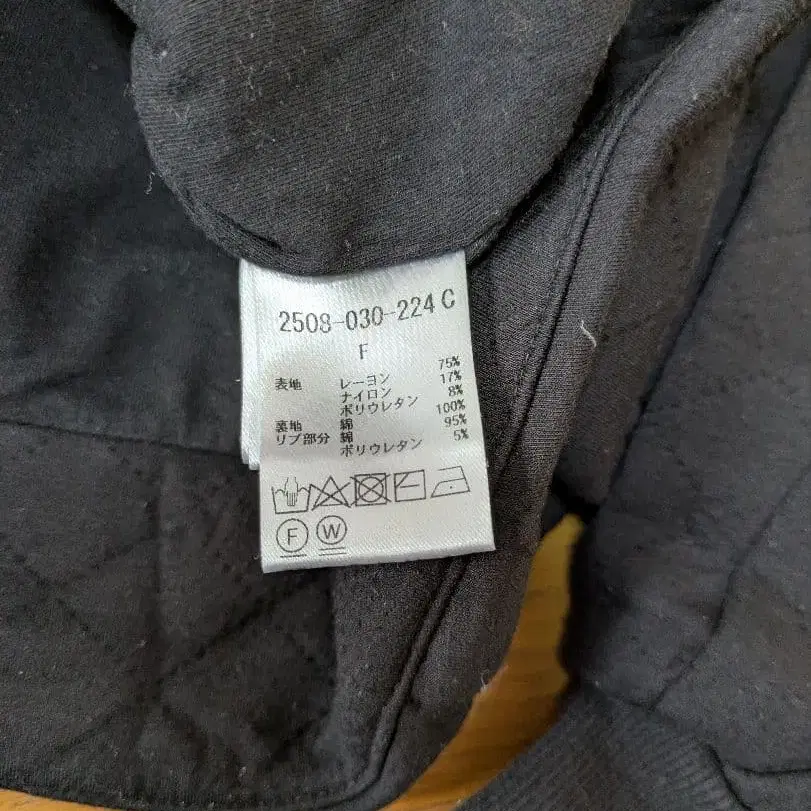 2508-030-224 C
F
75%
表地 レーヨン 17%
ナイロン 8%
ポリウレタン 100%
裏地 綿 95%
リブ部分 綿 5%
ポリウレタン
F W